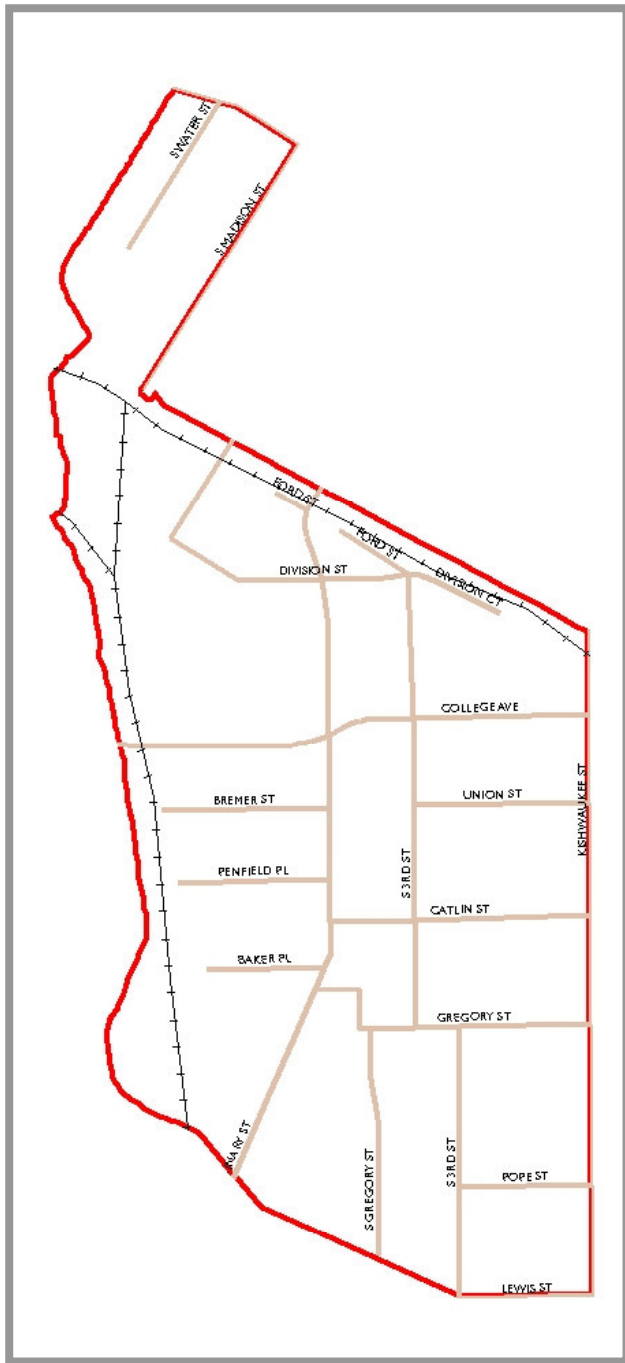 S WATER ST
S MADISON ST
FORD ST
FORD ST
DIVISION ST
DIVISION CT
COLLEGE AVE
KISHWAUKEE ST
BREMER ST
UNION ST
S 3RD ST
PENFIELD PL
CATLIN ST
BAKER PL
GREGORY ST
NARY ST
S GREGORY ST
S 3RD ST
POPE ST
LEWIS ST